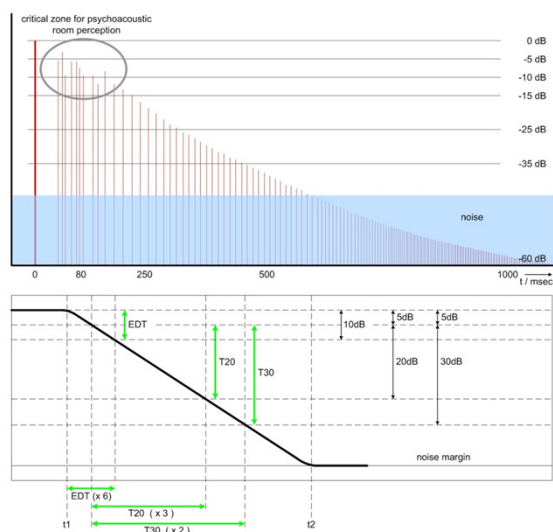 critical zone for psychoacoustic
room perception
0 dB
-5 dB
-10 dB
-15 dB
-25 dB
-35 dB
noise
-60 dB
0 80 250 500 1000
t / msec
EDT
10dB
5dB
5dB
T20
T30
20dB
30dB
noise margin
EDT (x 6)
T20 ( x 3 )
t1
T30 ( x 2 )
t2